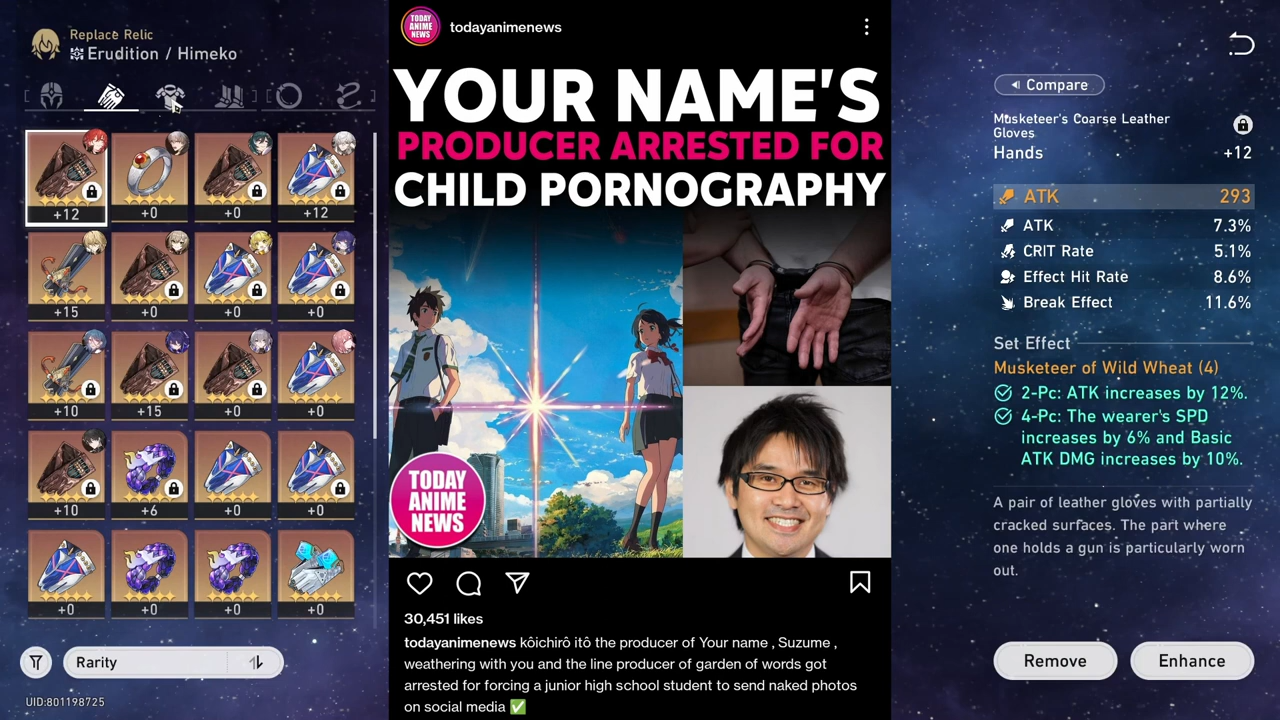 Replace Relic
Erudition / Himeko
+12
+0
+0
+12
+15
+0
+0
+0
+10
+15
+0
+0
+10
+6
+0
+0
+0
+0
+0
+0
Rarity
UID:801198725
TODAY
ANIME
NEWS
todayanimenews
YOUR NAME'S
PRODUCER ARRESTED FOR
CHILD PORNOGRAPHY
TODAY
ANIME
NEWS
30,451 likes
todayanimenews kôichirô itô the producer of Your name , Suzume ,
weathering with you and the line producer of garden of words got
arrested for forcing a junior high school student to send naked photos
on social media ✅
Compare
Musketeer's Coarse Leather
Gloves
Hands +12
ATK 293
ATK 7.3%
CRIT Rate 5.1%
Effect Hit Rate 8.6%
Break Effect 11.6%
Set Effect
Musketeer of Wild Wheat (4)
2-Pc: ATK increases by 12%.
4-Pc: The wearer's SPD
increases by 6% and Basic
ATK DMG increases by 10%.
A pair of leather gloves with partially
cracked surfaces. The part where
one holds a gun is particularly worn
out.
Remove
Enhance